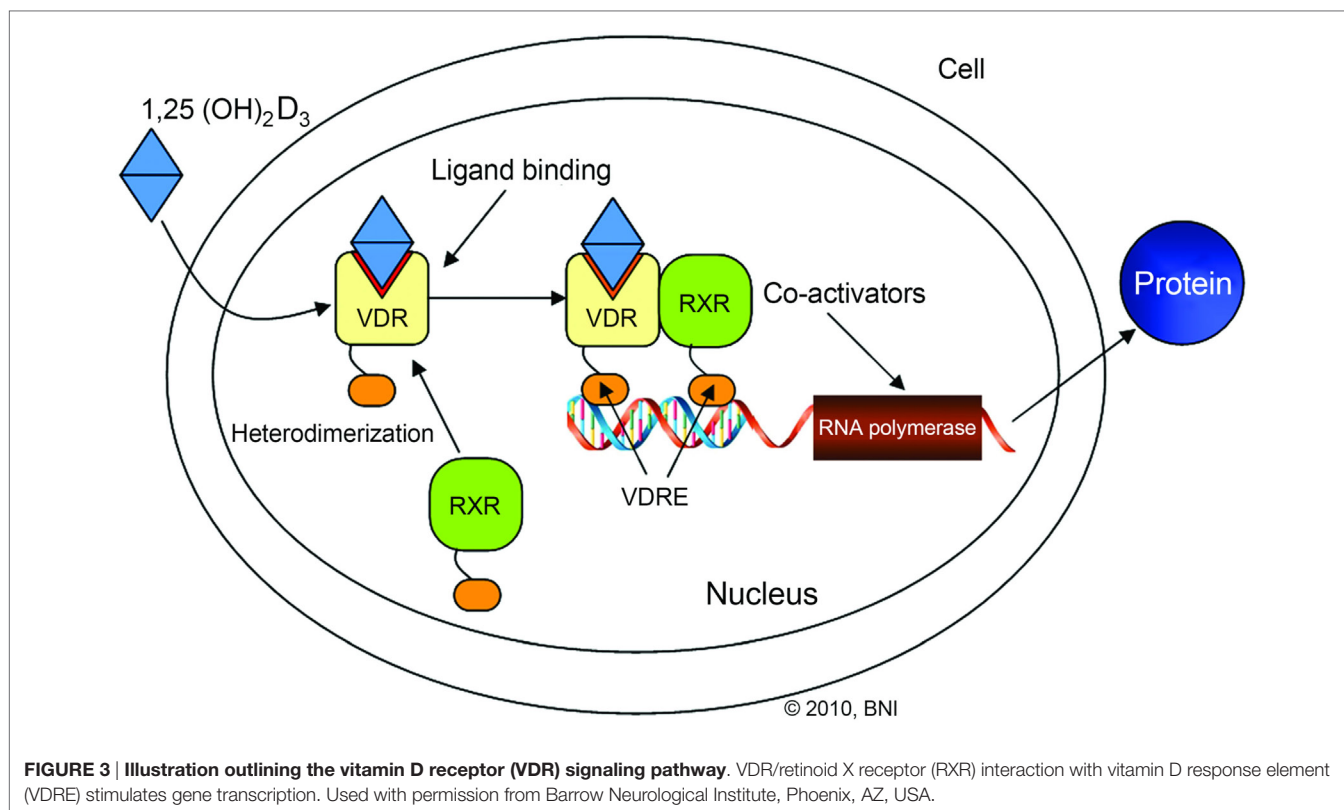 Cell
1,25 (OH)₂D₃
Ligand binding
VDR
VDR
RXR
Co-activators
Protein
RNA polymerase
Heterodimerization
VDRE
RXR
Nucleus
© 2010, BNI
FIGURE 3 | Illustration outlining the vitamin D receptor (VDR) signaling pathway. VDR/retinoid X receptor (RXR) interaction with vitamin D response element
(VDRE) stimulates gene transcription. Used with permission from Barrow Neurological Institute, Phoenix, AZ, USA.